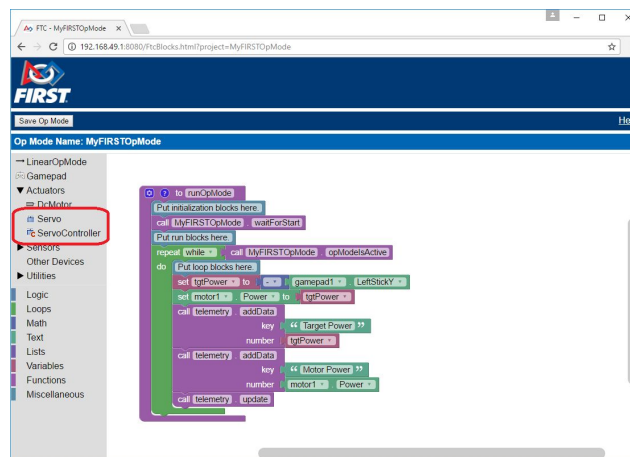 FTC - MyFIRSTOpMode
192.168.49.1:8080/FtcBlocks.html?project=MyFIRSTOpMode
FIRST
Save Op Mode
He
Op Mode Name: MyFIRSTOpMode
LinearOpMode
Gamepad
Actuators
DcMotor
Servo
ServoController
Sensors
Other Devices
Utilities
Logic
Loops
Math
Text
Lists
Variables
Functions
Miscellaneous
to runOpMode
Put initialization blocks here.
call MyFIRSTOpMode . waitForStart
Put run blocks here.
repeat while call MyFIRSTOpMode . opModeIsActive
do Put loop blocks here.
set tgtPower to - gamepad1 . LeftStickY
set motor1 . Power to tgtPower
call telemetry . addData
key “ Target Power ”
number tgtPower
call telemetry . addData
key “ Motor Power ”
number motor1 . Power
call telemetry . update